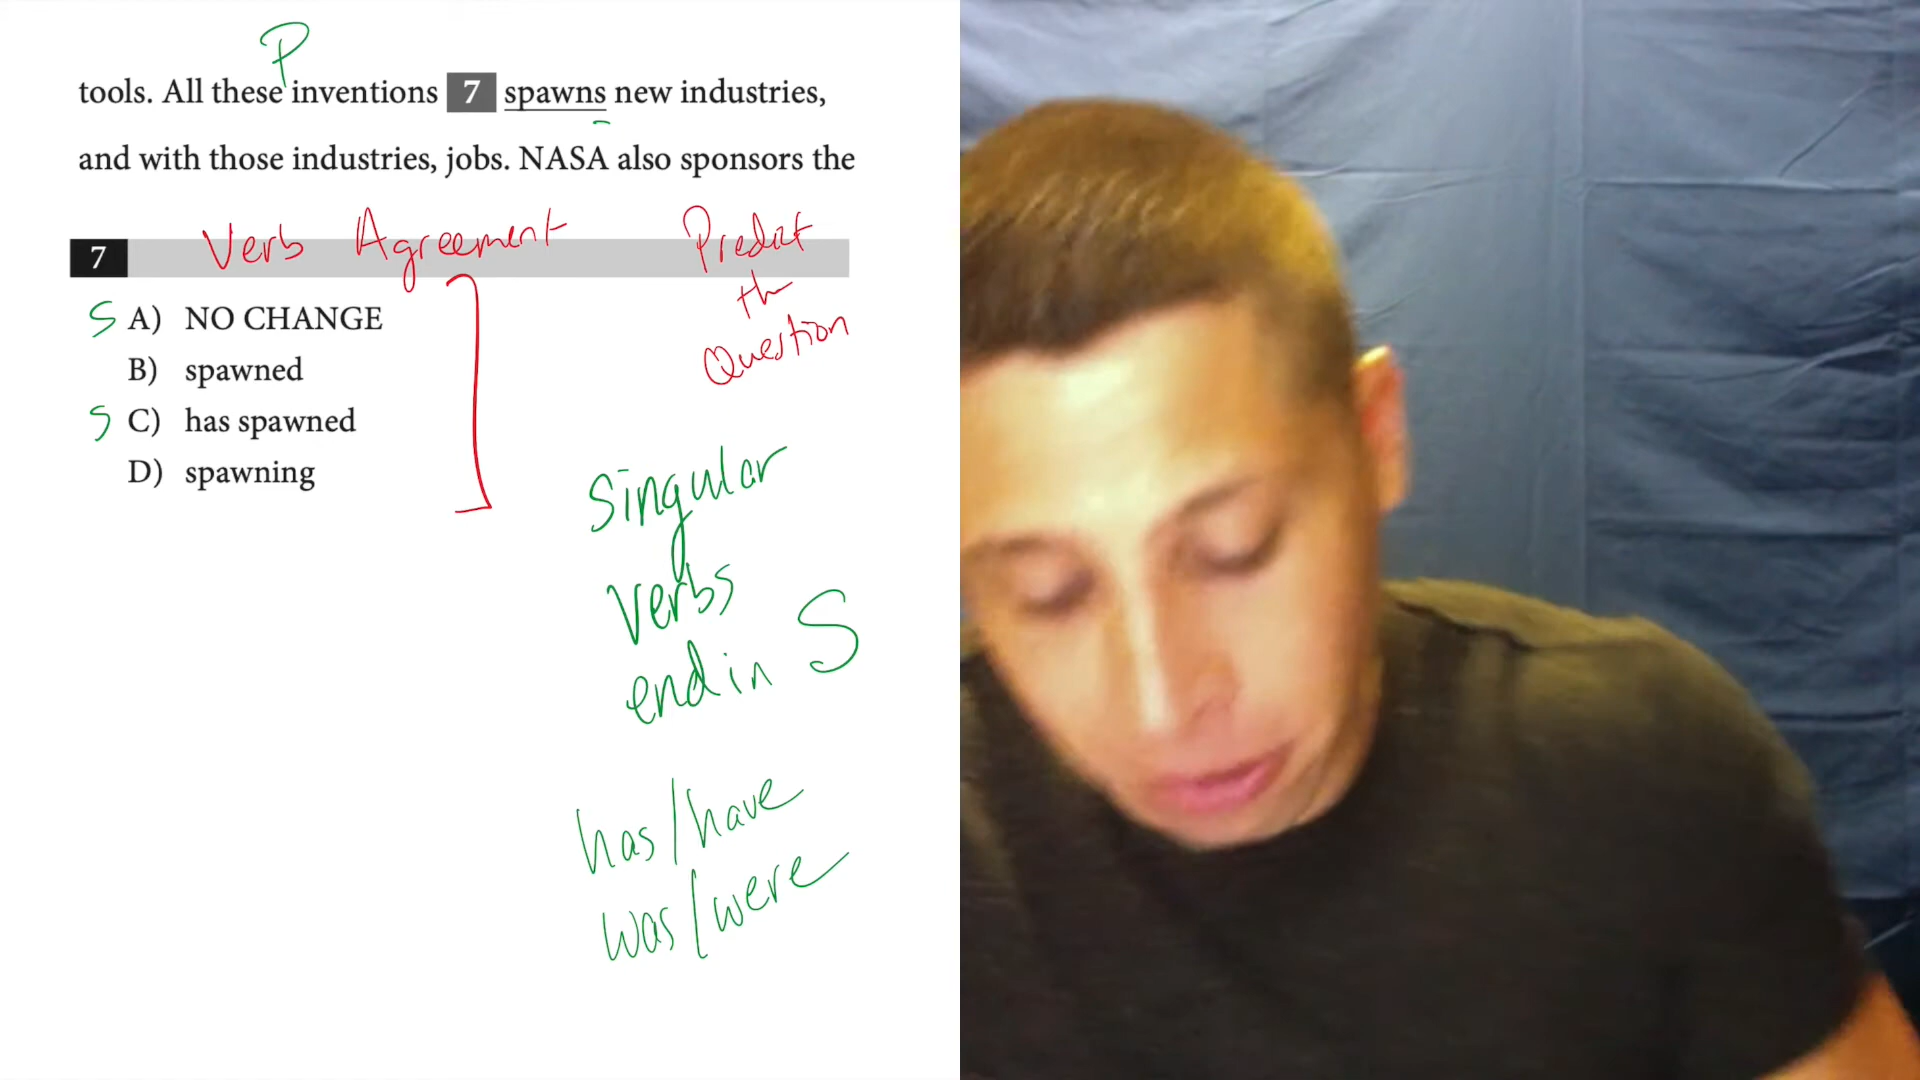 P
tools. All these inventions 7 spawns new industries,
and with those industries, jobs. NASA also sponsors the
7 Verb Agreement
Predict
th
Question
S A) NO CHANGE
B) spawned
S C) has spawned
D) spawning
Singular
Verbs
end in S
has/have
was/were